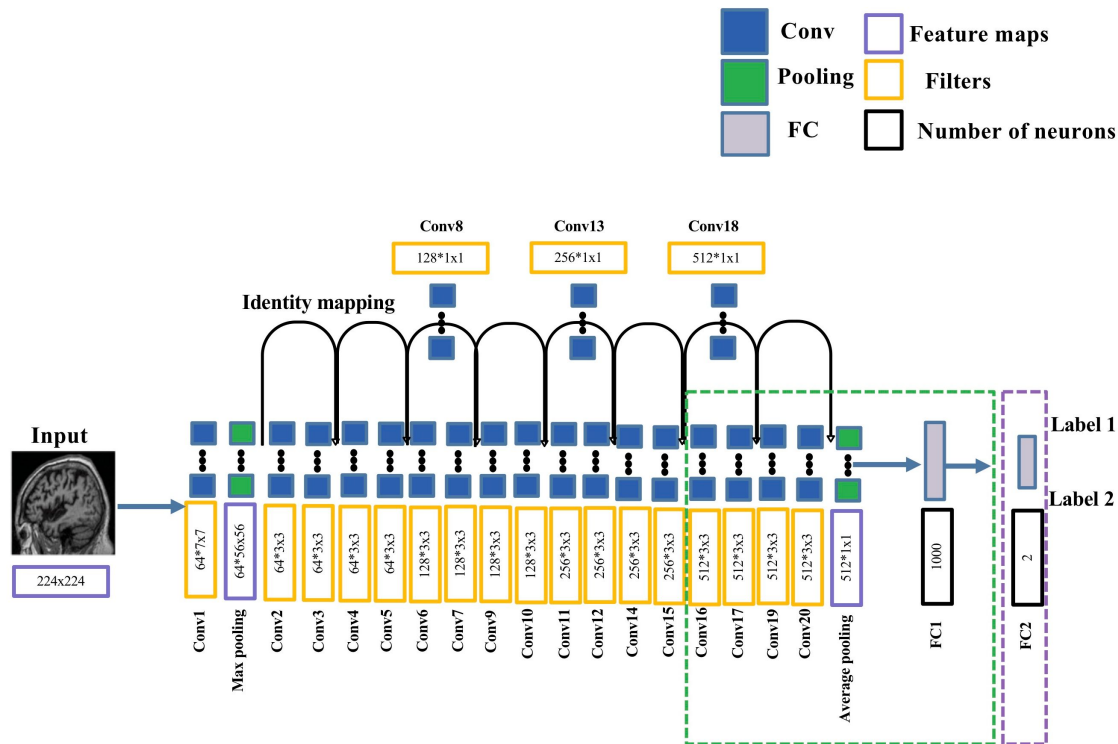 Conv
Feature maps
Pooling
Filters
FC
Number of neurons
Conv8
Conv13
Conv18
128*1x1
256*1x1
512*1x1
Identity mapping
Input
224x224
Label 1
Label 2
64*7x7
64*56x56
64*3x3
64*3x3
64*3x3
64*3x3
128*3x3
128*3x3
128*3x3
128*3x3
256*3x3
256*3x3
256*3x3
256*3x3
512*3x3
512*3x3
512*3x3
512*3x3
512*1x1
1000
2
Conv1
Max pooling
Conv2
Conv3
Conv4
Conv5
Conv6
Conv7
Conv9
Conv10
Conv11
Conv12
Conv14
Conv15
Conv16
Conv17
Conv19
Conv20
Average pooling
FC1
FC2